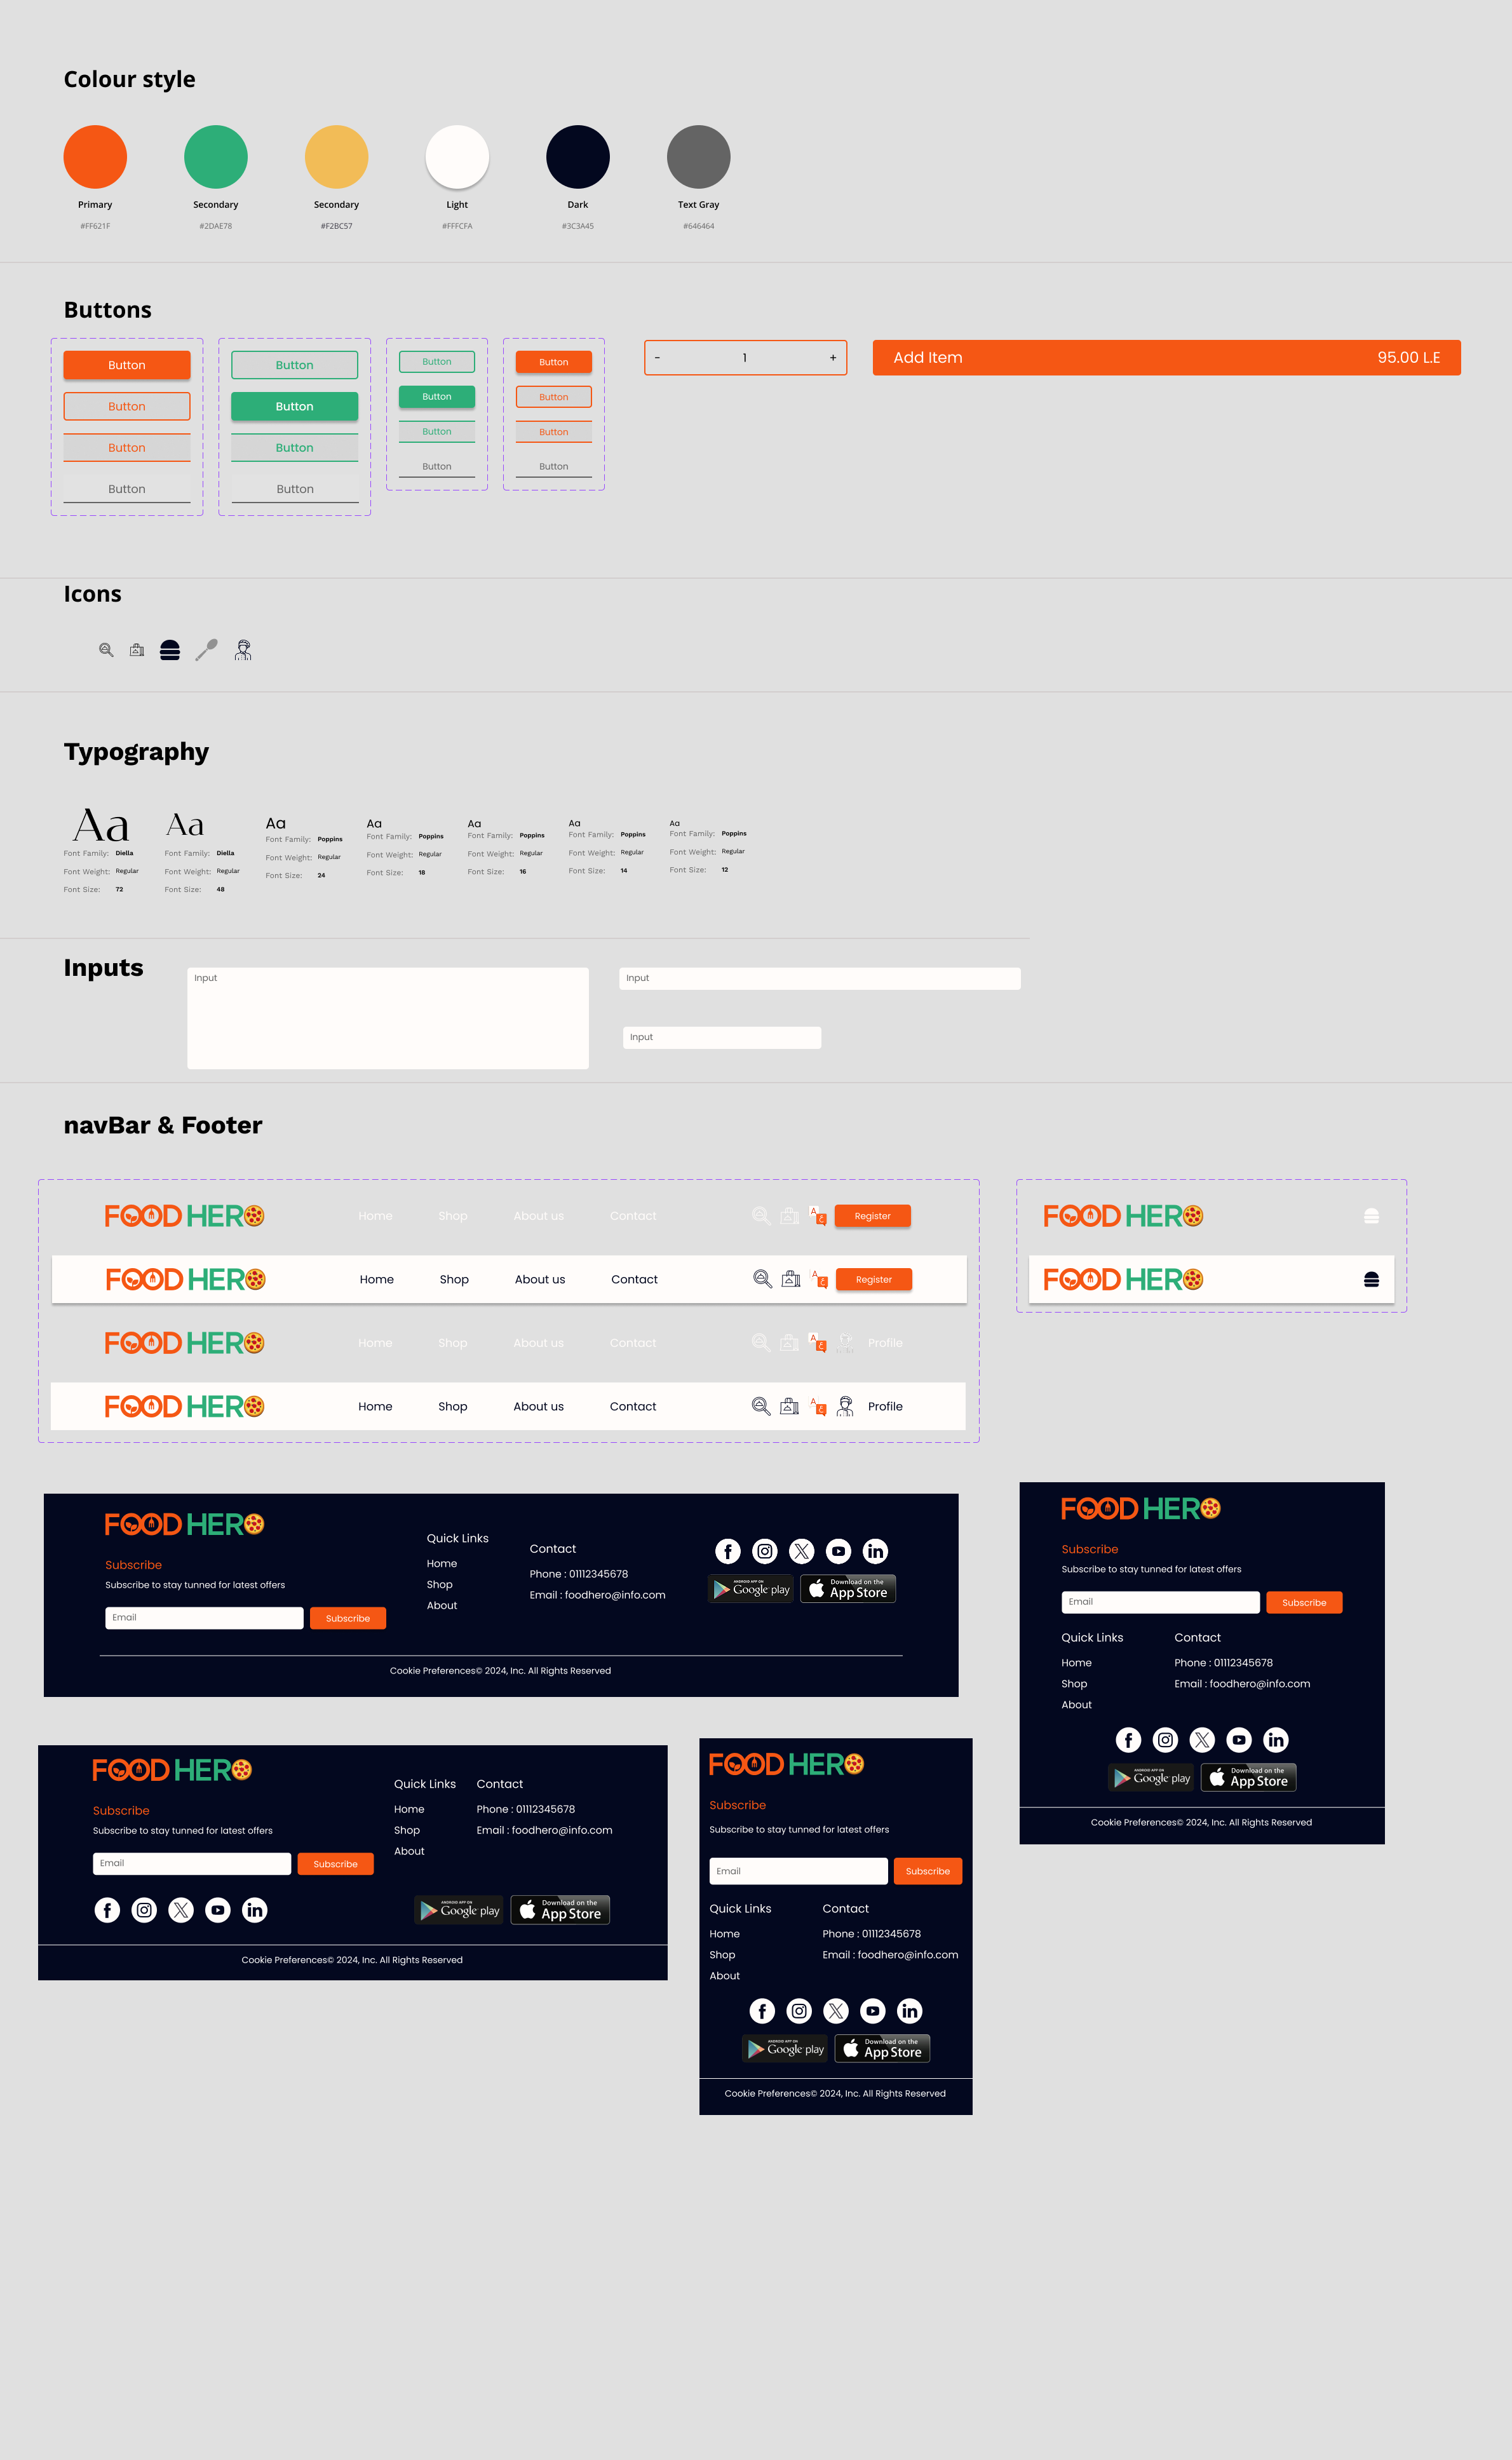 Colour style
Primary
Secondary
Secondary
Light
Dark
Text Gray
#FF621F
#2DAE78
#F2BC57
#FFFCFA
#3C3A45
#646464
Buttons
Button
Button
Button
Button
- 1 +
Add Item 95.00 L.E
Button
Button
Button
Button
Button
Button
Button
Button
Button
Button
Button
Button
Icons
Typography
Aa
Font Family: Diella
Font Weight: Regular
Font Size: 72
Aa
Font Family: Diella
Font Weight: Regular
Font Size: 48
Aa
Font Family: Poppins
Font Weight: Regular
Font Size: 24
Aa
Font Family: Poppins
Font Weight: Regular
Font Size: 18
Aa
Font Family: Poppins
Font Weight: Regular
Font Size: 16
Aa
Font Family: Poppins
Font Weight: Regular
Font Size: 14
Aa
Font Family: Poppins
Font Weight: Regular
Font Size: 12
Inputs
Input
Input
Input
navBar & Footer
FOOD HERO Home Shop About us Contact A ع Register
FOOD HERO
FOOD HERO Home Shop About us Contact A ع Register
FOOD HERO
FOOD HERO Home Shop About us Contact A ع Profile
FOOD HERO Home Shop About us Contact A ع Profile
FOOD HERO
Subscribe
Subscribe to stay tunned for latest offers
Email Subscribe
Quick Links
Home
Shop
About
Contact
Phone : 01112345678
Email : foodhero@info.com
ANDROID APP ON
Google play
Download on the
App Store
Cookie Preferences© 2024, Inc. All Rights Reserved
FOOD HERO
Subscribe
Subscribe to stay tunned for latest offers
Email Subscribe
Quick Links
Home
Shop
About
Contact
Phone : 01112345678
Email : foodhero@info.com
ANDROID APP ON
Google play
Download on the
App Store
Cookie Preferences© 2024, Inc. All Rights Reserved
FOOD HERO
Subscribe
Subscribe to stay tunned for latest offers
Email Subscribe
Quick Links
Home
Shop
About
Contact
Phone : 01112345678
Email : foodhero@info.com
ANDROID APP ON
Google play
Download on the
App Store
Cookie Preferences© 2024, Inc. All Rights Reserved
FOOD HERO
Subscribe
Subscribe to stay tunned for latest offers
Email Subscribe
Quick Links
Home
Shop
About
Contact
Phone : 01112345678
Email : foodhero@info.com
ANDROID APP ON
Google play
Download on the
App Store
Cookie Preferences© 2024, Inc. All Rights Reserved